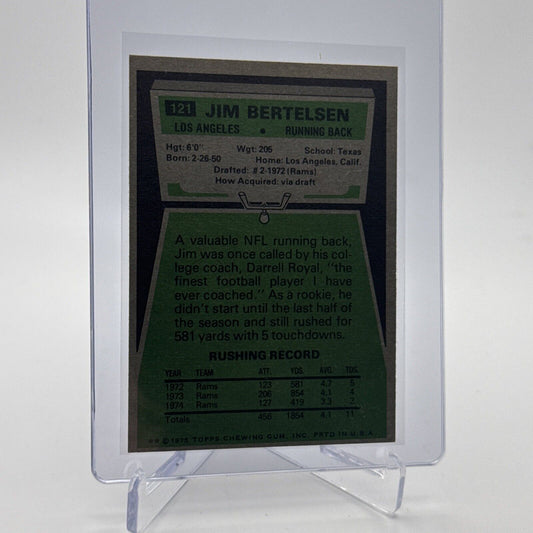 121 JIM BERTELSEN
LOS ANGELES • RUNNING BACK
Hgt: 6'0" Wgt: 205 School: Texas
Born: 2-26-50 Home: Los Angeles, Calif.
Drafted: #2-1972 (Rams)
How Acquired: via draft
A valuable NFL running back,
Jim was once called by his col-
lege coach, Darrell Royal, "the
finest football player I have
ever coached." As a rookie, he
didn't start until the last half of
the season and still rushed for
581 yards with 5 touchdowns.
RUSHING RECORD
YEAR TEAM ATT. YDS. AVG. TDS.
1972 Rams 123 581 4.7 5
1973 Rams 206 854 4.1 4
1974 Rams 127 419 3.3 2
Totals 456 1854 4.1 11
© 1975 TOPPS CHEWING GUM, INC. PRTD IN U.S.A.